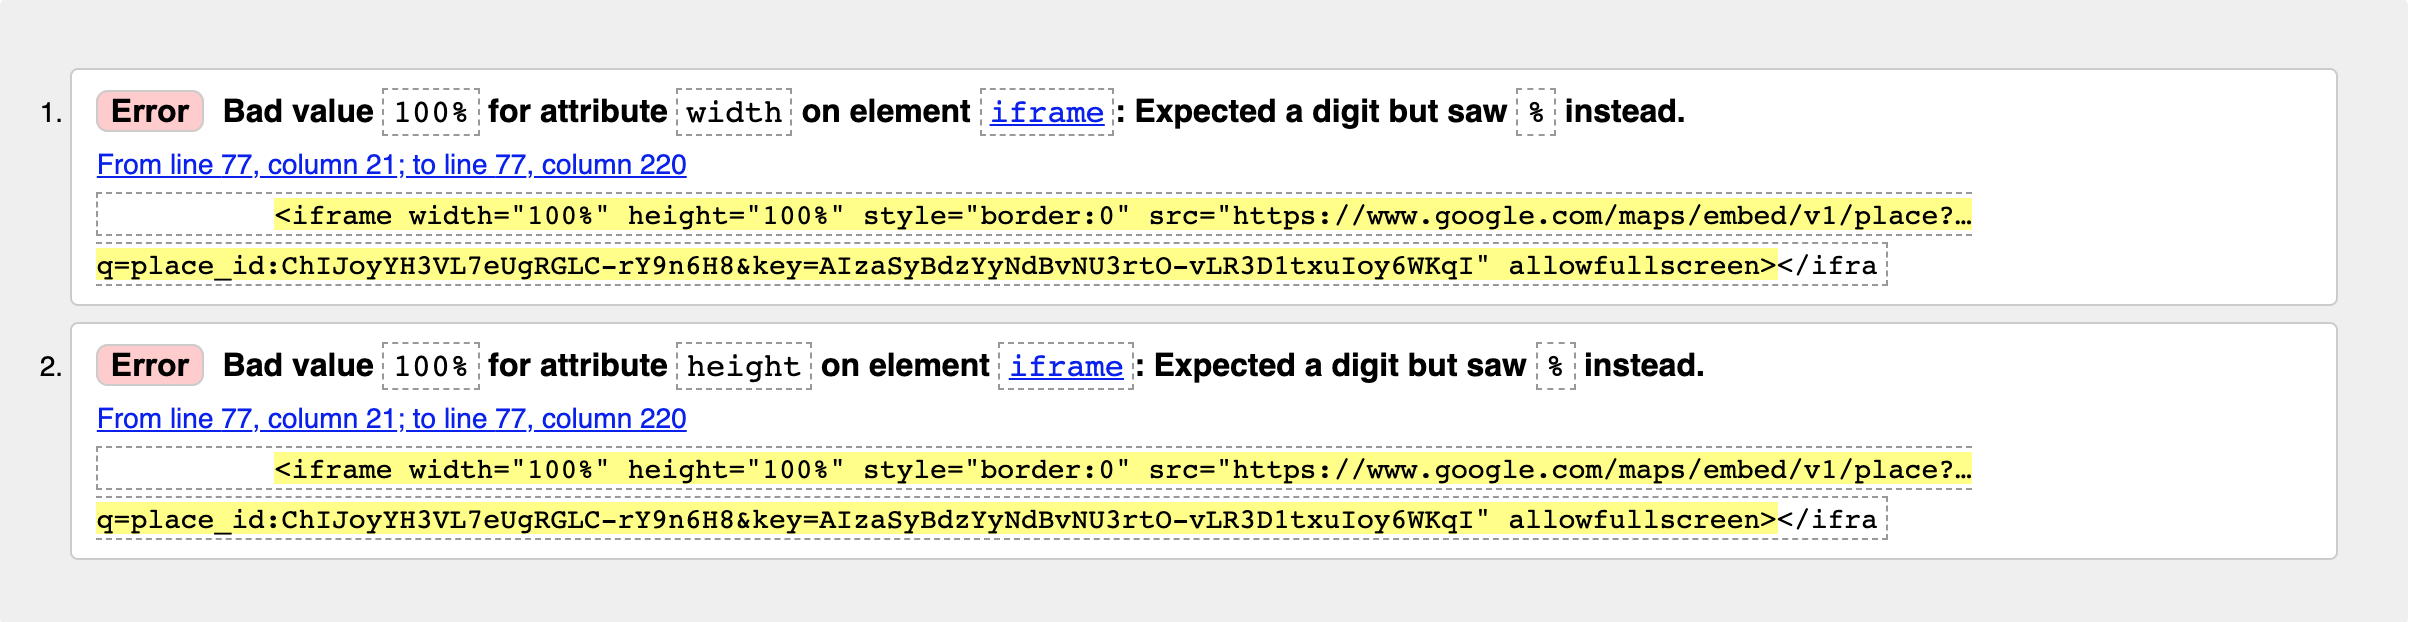 1. Error Bad value 100% for attribute width on element iframe: Expected a digit but saw % instead.
From line 77, column 21; to line 77, column 220
<iframe width="100%" height="100%" style="border:0" src="https://www.google.com/maps/embed/v1/place?…
q=place_id:ChIJoyYH3VL7eUgRGLC-rY9n6H8&key=AIzaSyBdzYyNdBvNU3rtO-vLR3D1txuIoy6WKqI" allowfullscreen></ifra
2. Error Bad value 100% for attribute height on element iframe: Expected a digit but saw % instead.
From line 77, column 21; to line 77, column 220
<iframe width="100%" height="100%" style="border:0" src="https://www.google.com/maps/embed/v1/place?…
q=place_id:ChIJoyYH3VL7eUgRGLC-rY9n6H8&key=AIzaSyBdzYyNdBvNU3rtO-vLR3D1txuIoy6WKqI" allowfullscreen></ifra